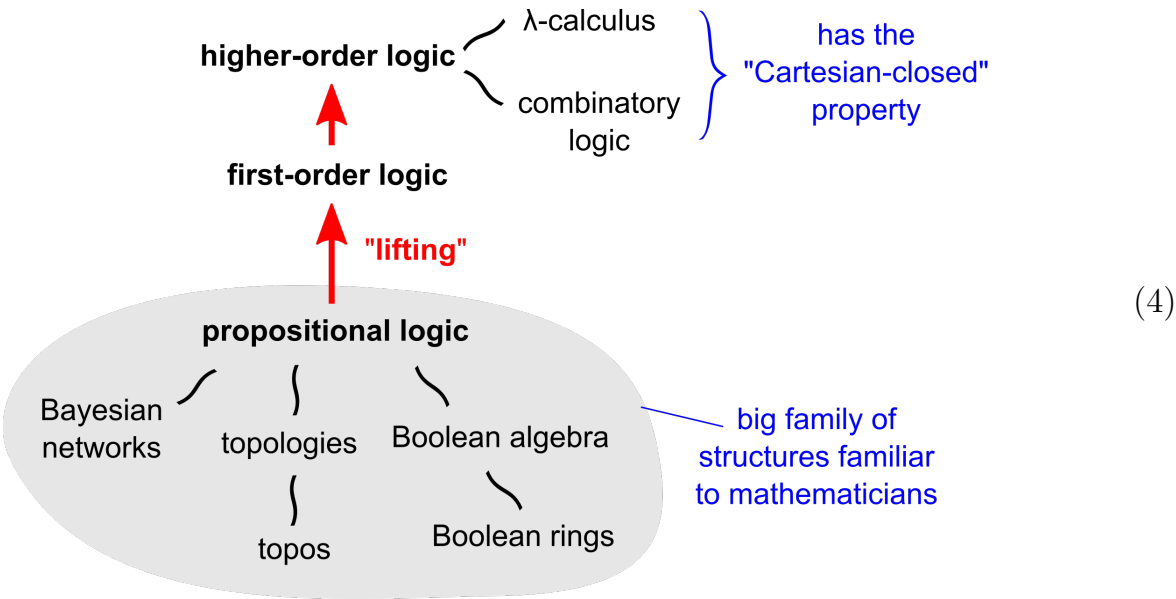 λ-calculus
higher-order logic
has the
"Cartesian-closed"
property
combinatory
logic
first-order logic
"lifting"
(4)
propositional logic
Bayesian
networks
topologies
Boolean algebra
big family of
structures familiar
to mathematicians
topos
Boolean rings